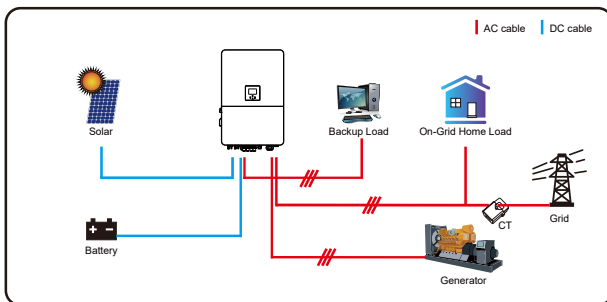 AC cable
DC cable
Solar
Backup Load
On-Grid Home Load
CT
Grid
Battery
Generator